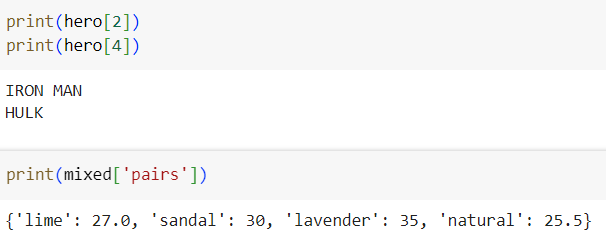 print(hero[2])
print(hero[4])
IRON MAN
HULK
print(mixed['pairs'])
{'lime': 27.0, 'sandal': 30, 'lavender': 35, 'natural': 25.5}